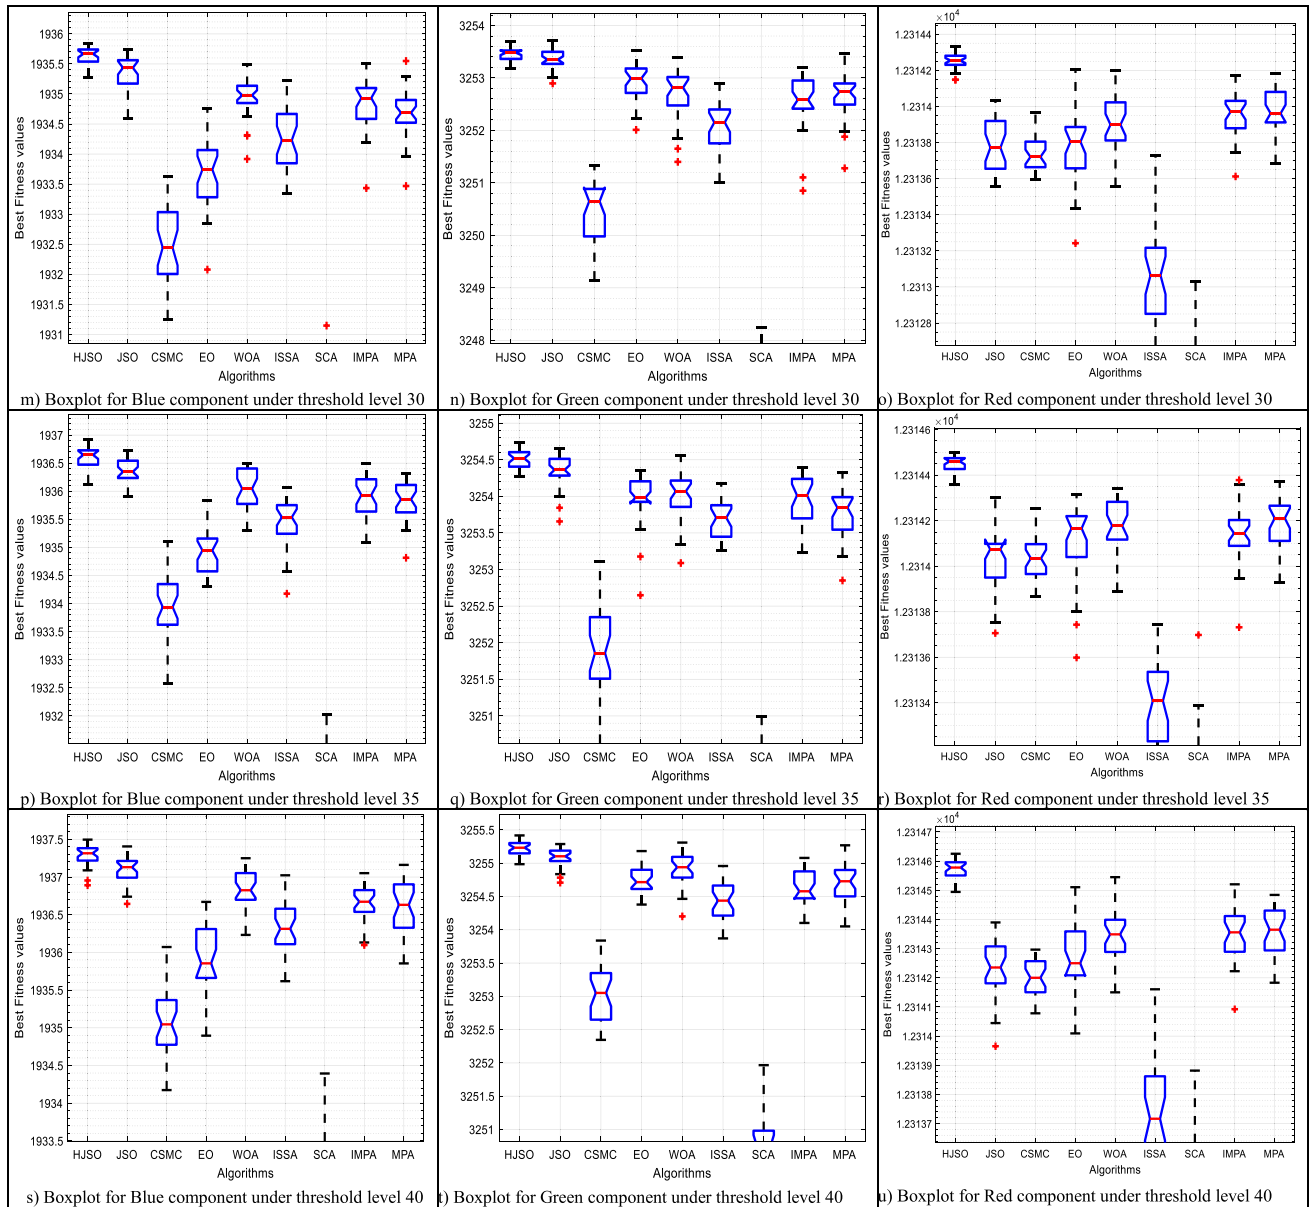 Best Fitness values
1936
1935.5
1935
1934.5
1934
1933.5
1933
1932.5
1932
1931.5
1931
HJSO JSO CSMC EO WOA ISSA SCA IMPA MPA
Algorithms
m) Boxplot for Blue component under threshold level 30
Best Fitness values
3254
3253
3252
3251
3250
3249
3248
HJSO JSO CSMC EO WOA ISSA SCA IMPA MPA
Algorithms
n) Boxplot for Green component under threshold level 30
×10⁴
Best Fitness values
1.23144
1.23142
1.2314
1.23138
1.23136
1.23134
1.23132
1.2313
1.23128
HJSO JSO CSMC EO WOA ISSA SCA IMPA MPA
Algorithms
o) Boxplot for Red component under threshold level 30
Best Fitness values
1937
1936.5
1936
1935.5
1935
1934.5
1934
1933.5
1933
1932.5
1932
HJSO JSO CSMC EO WOA ISSA SCA IMPA MPA
Algorithms
p) Boxplot for Blue component under threshold level 35
Best Fitness values
3255
3254.5
3254
3253.5
3253
3252.5
3252
3251.5
3251
HJSO JSO CSMC EO WOA ISSA SCA IMPA MPA
Algorithms
q) Boxplot for Green component under threshold level 35
×10⁴
Best Fitness values
1.23146
1.23144
1.23142
1.2314
1.23138
1.23136
1.23134
HJSO JSO CSMC EO WOA ISSA SCA IMPA MPA
Algorithms
r) Boxplot for Red component under threshold level 35
Best Fitness values
1937.5
1937
1936.5
1936
1935.5
1935
1934.5
1934
1933.5
HJSO JSO CSMC EO WOA ISSA SCA IMPA MPA
Algorithms
s) Boxplot for Blue component under threshold level 40
Best Fitness values
3255.5
3255
3254.5
3254
3253.5
3253
3252.5
3252
3251.5
3251
HJSO JSO CSMC EO WOA ISSA SCA IMPA MPA
Algorithms
t) Boxplot for Green component under threshold level 40
×10⁴
Best Fitness values
1.23147
1.23146
1.23145
1.23144
1.23143
1.23142
1.23141
1.2314
1.23139
1.23138
1.23137
HJSO JSO CSMC EO WOA ISSA SCA IMPA MPA
Algorithms
u) Boxplot for Red component under threshold level 40